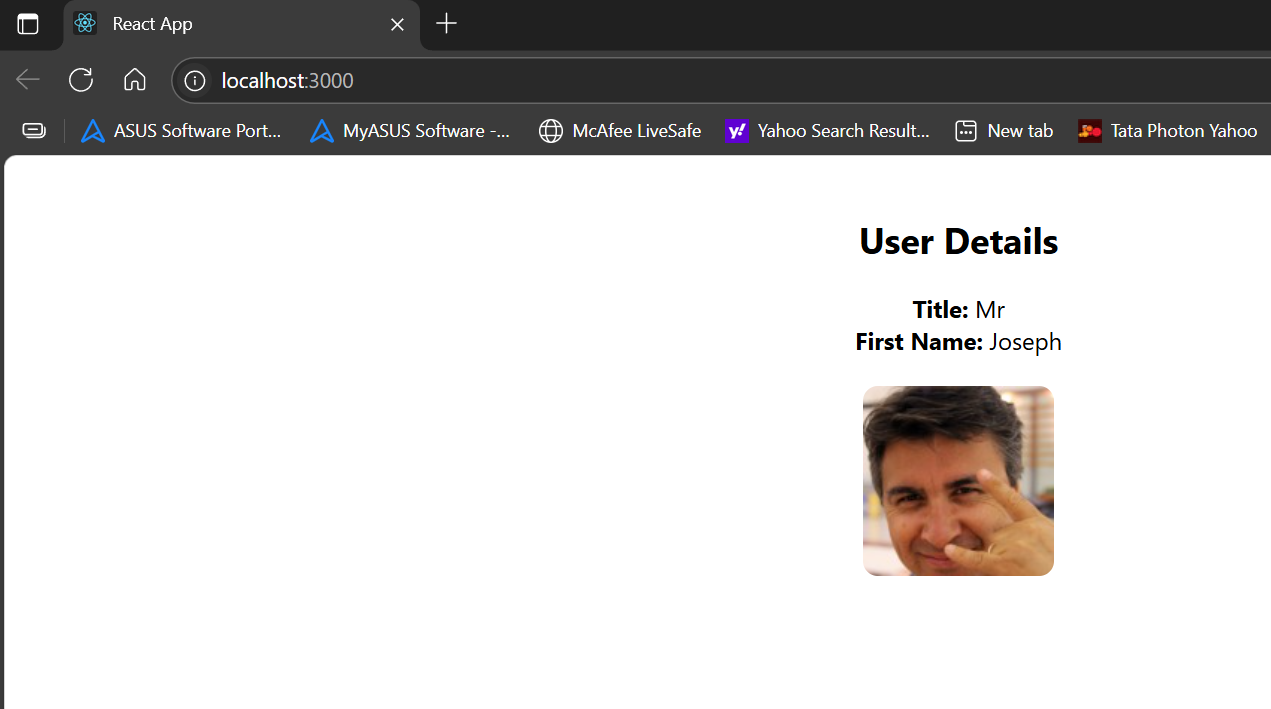 React App
localhost:3000
ASUS Software Port... MyASUS Software -... McAfee LiveSafe y! Yahoo Search Result... New tab Tata Photon Yahoo
User Details
Title: Mr
First Name: Joseph